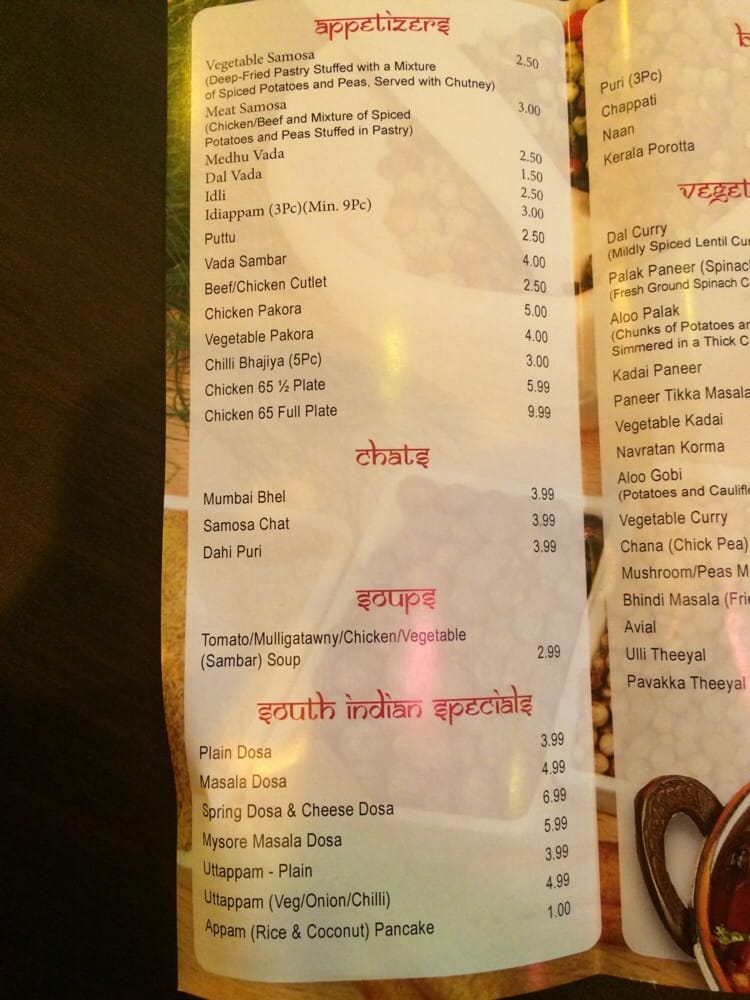 appetizers
Vegetable Samosa 2.50
(Deep-Fried Pastry Stuffed with a Mixture
of Spiced Potatoes and Peas, Served with Chutney)
Meat Samosa 3.00
(Chicken/Beef and Mixture of Spiced
Potatoes and Peas Stuffed in Pastry)
Medhu Vada 2.50
Dal Vada 1.50
Idli 2.50
Idiappam (3Pc)(Min. 9Pc) 3.00
Puttu 2.50
Vada Sambar 4.00
Beef/Chicken Cutlet 2.50
Chicken Pakora 5.00
Vegetable Pakora 4.00
Chilli Bhajiya (5Pc) 3.00
Chicken 65 ½ Plate 5.99
Chicken 65 Full Plate 9.99
chats
Mumbai Bhel 3.99
Samosa Chat 3.99
Dahi Puri 3.99
soups
Tomato/Mulligatawny/Chicken/Vegetable
(Sambar) Soup 2.99
south indian specials
Plain Dosa 3.99
Masala Dosa 4.99
Spring Dosa & Cheese Dosa 6.99
Mysore Masala Dosa 5.99
Uttappam - Plain 3.99
Uttappam (Veg/Onion/Chilli) 4.99
Appam (Rice & Coconut) Pancake 1.00
Puri (3Pc)
Chappati
Naan
Kerala Porotta
Dal Curry
(Mildly Spiced Lentil
Palak Paneer
(Fresh Ground Spinach
Aloo Palak
(Chunks of Potatoes
Simmered in a Thick
Kadai Paneer
Paneer Tikka Masala
Vegetable Kadai
Navratan Korma
Aloo Gobi
(Potatoes and
Vegetable Curry
Chana (Chick Pea)
Mushroom/Peas
Bhindi Masala
Avial
Ulli Theeyal
Pavakka Theeyal